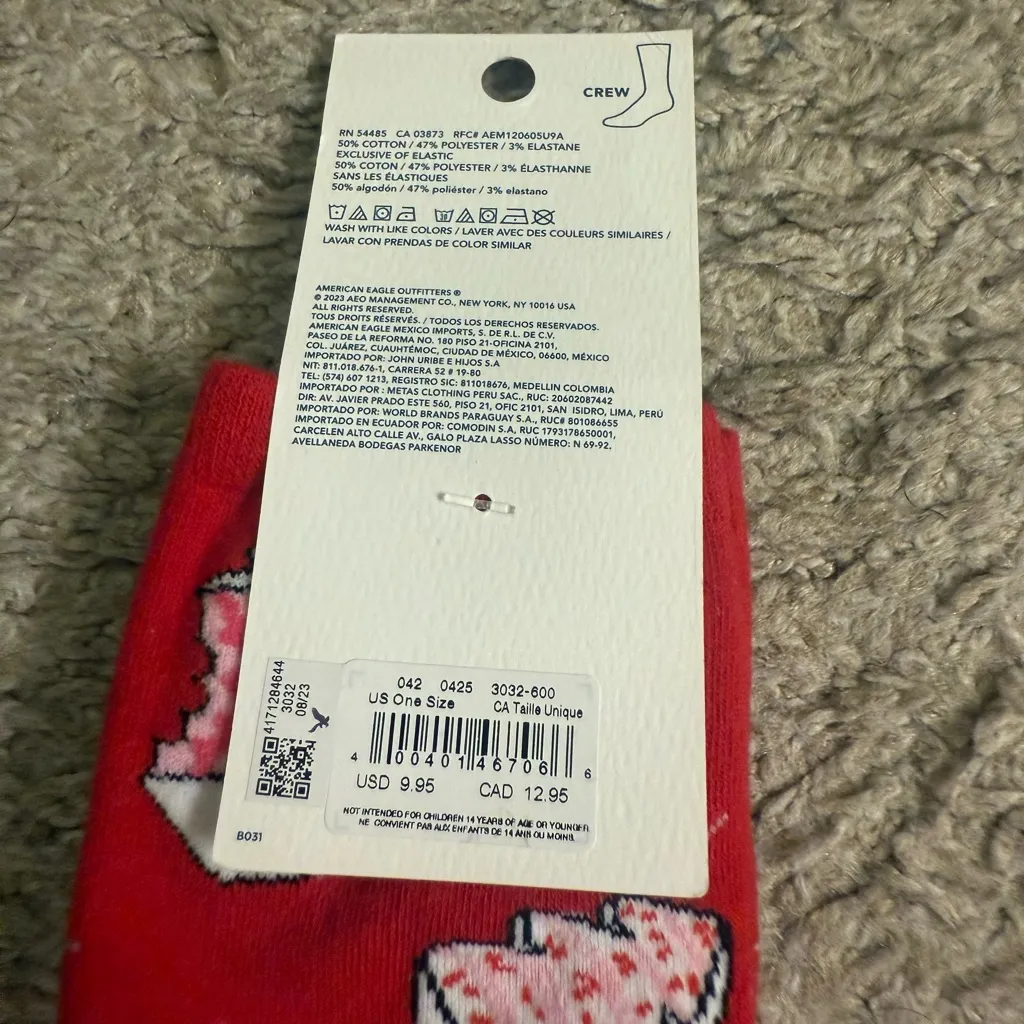 CREW
RN 54485 CA 03873 RFC# AEM120605U9A
50% COTTON / 47% POLYESTER / 3% ELASTANE
EXCLUSIVE OF ELASTIC
50% COTON / 47% POLYESTER / 3% ÉLASTHANNE
SANS LES ÉLASTIQUES
50% algodón / 47% poliéster / 3% elastano
30
WASH WITH LIKE COLORS / LAVER AVEC DES COULEURS SIMILAIRES /
LAVAR CON PRENDAS DE COLOR SIMILAR
AMERICAN EAGLE OUTFITTERS ®
© 2023 AEO MANAGEMENT CO., NEW YORK, NY 10016 USA
ALL RIGHTS RESERVED.
TOUS DROITS RÉSERVÉS. / TODOS LOS DERECHOS RESERVADOS.
AMERICAN EAGLE MEXICO IMPORTS, S. DE R.L. DE C.V.
PASEO DE LA REFORMA NO. 180 PISO 21-OFICINA 2101,
COL. JUÁREZ, CUAUHTÉMOC, CIUDAD DE MÉXICO, 06600, MÉXICO
IMPORTADO POR: JOHN URIBE E HIJOS S.A
NIT: 811.018.676-1, CARRERA 52 # 19-80
TEL: (574) 607 1213, REGISTRO SIC: 811018676, MEDELLIN COLOMBIA
IMPORTADO POR : METAS CLOTHING PERU SAC., RUC: 20602087442
DIR: AV. JAVIER PRADO ESTE 560, PISO 21, OFIC 2101, SAN ISIDRO, LIMA, PERÚ
IMPORTADO POR: WORLD BRANDS PARAGUAY S.A., RUC# 801086655
IMPORTADO EN ECUADOR POR: COMODIN S.A, RUC 1793178650001,
CARCELEN ALTO CALLE AV., GALO PLAZA LASSO NÚMERO: N 69-92.
AVELLANEDA BODEGAS PARKENOR
4171284644
3032
08/23
042 0425 3032-600
US One Size CA Taille Unique
4 00401 46706 6
USD 9.95 CAD 12.95
NOT INTENDED FOR CHILDREN 14 YEARS OF AGE OR YOUNGER
NE CONVIENT PAS AUX ENFANTS DE 14 ANS OU MOINS.
B031